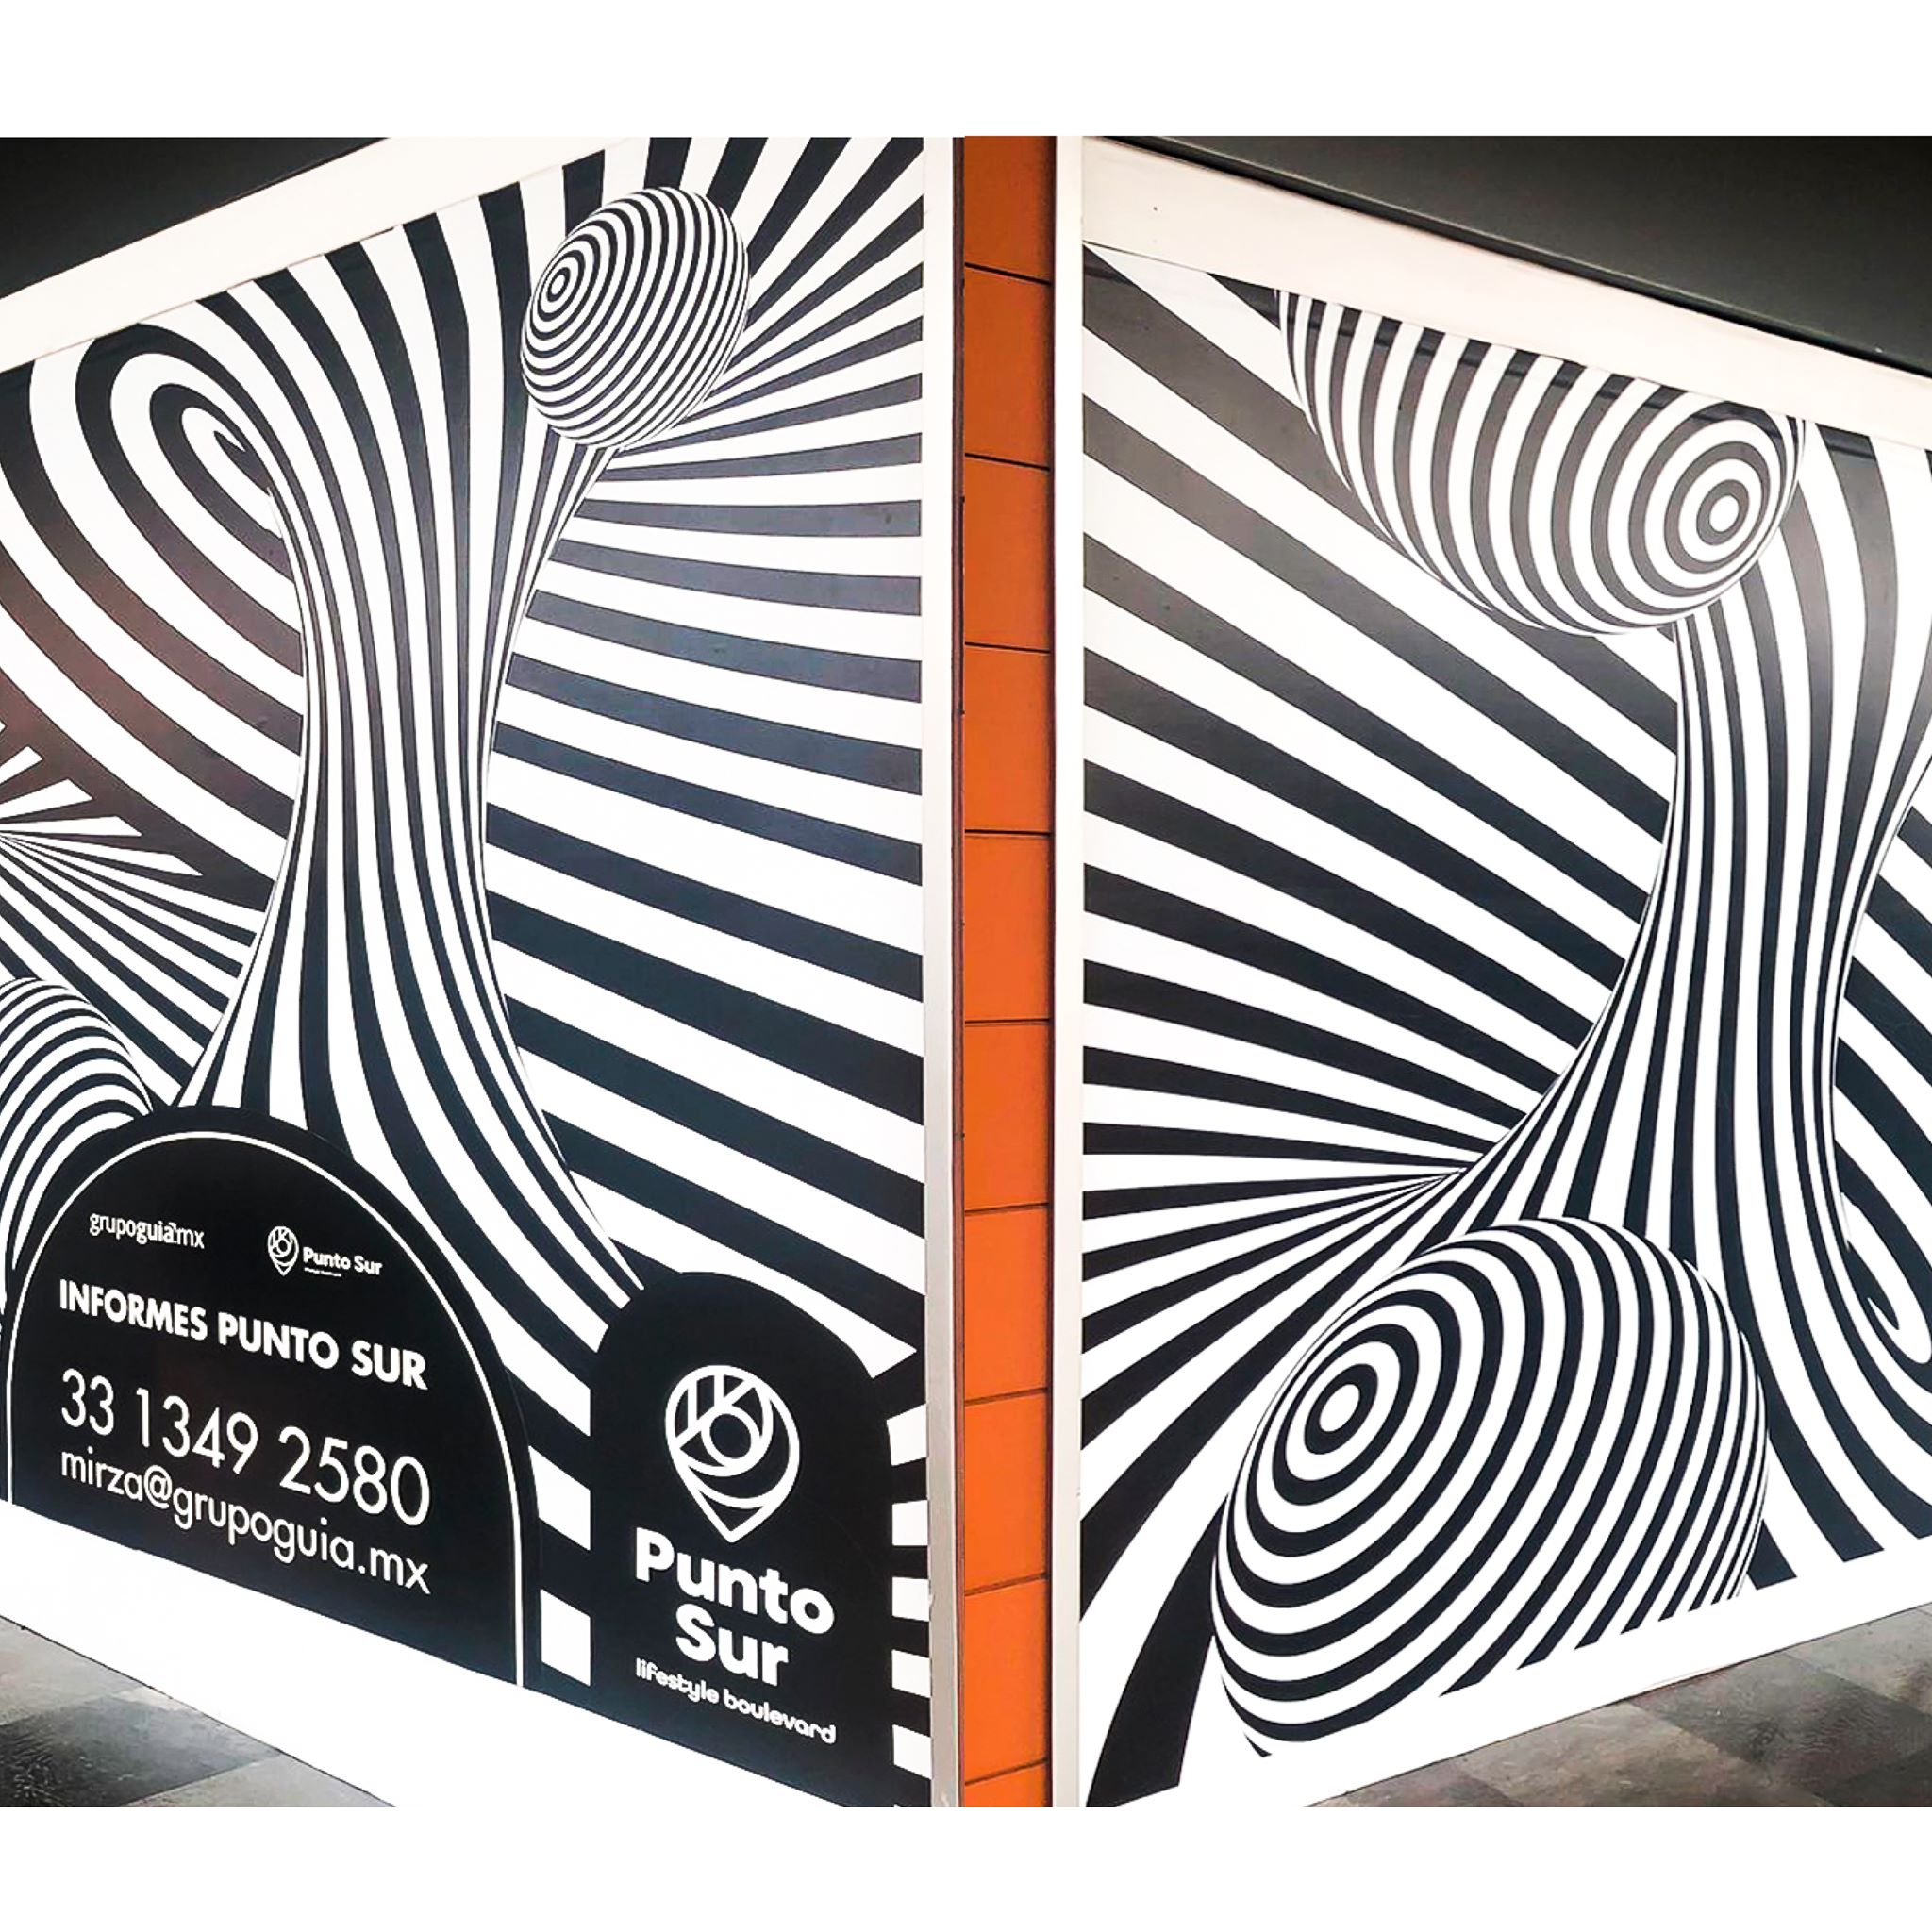 grupoguia.mx
Punto Sur
INFORMES PUNTO SUR
33 1349 2580
mirza@grupoguia.mx
Punto
Sur
lifestyle boulevard